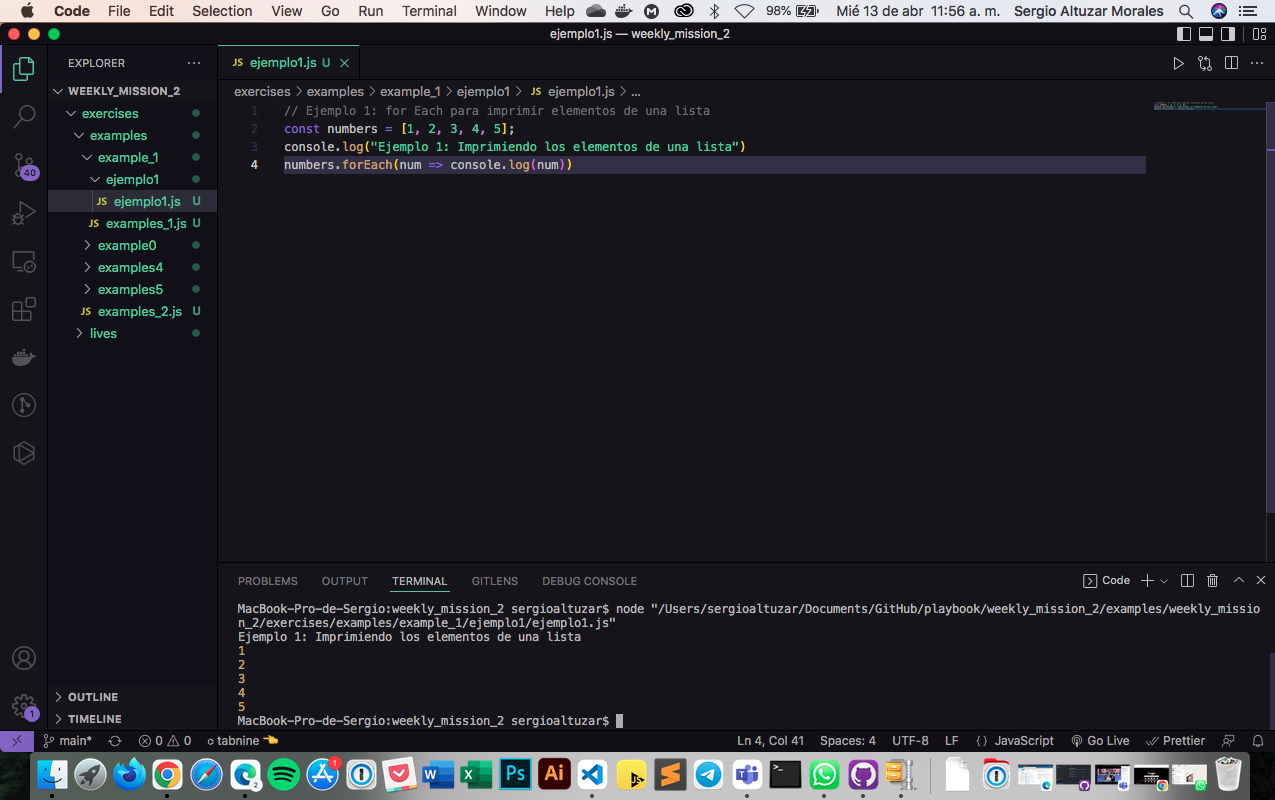 Code File Edit Selection View Go Run Terminal Window Help 98% Mié 13 de abr 11:56 a. m. Sergio Altuzar Morales
ejemplo1.js — weekly_mission_2
EXPLORER
WEEKLY_MISSION_2
exercises
examples
example_1
ejemplo1
JS ejemplo1.js U
JS examples_1.js U
example0
examples4
examples5
JS examples_2.js U
lives
OUTLINE
TIMELINE
40
1
JS ejemplo1.js U
exercises > examples > example_1 > ejemplo1 > JS ejemplo1.js > ...
1 // Ejemplo 1: for Each para imprimir elementos de una lista
2 const numbers = [1, 2, 3, 4, 5];
3 console.log("Ejemplo 1: Imprimiendo los elementos de una lista")
4 numbers.forEach(num => console.log(num))
PROBLEMS OUTPUT TERMINAL GITLENS DEBUG CONSOLE Code
MacBook-Pro-de-Sergio:weekly_mission_2 sergioaltuzar$ node "/Users/sergioaltuzar/Documents/GitHub/playbook/weekly_mission_2/examples/weekly_missio
n_2/exercises/examples/example_1/ejemplo1/ejemplo1.js"
Ejemplo 1: Imprimiendo los elementos de una lista
1
2
3
4
5
MacBook-Pro-de-Sergio:weekly_mission_2 sergioaltuzar$
main* 0 0 tabnine Ln 4, Col 41 Spaces: 4 UTF-8 LF {} JavaScript Go Live Prettier
2 1 W X Ps Ai